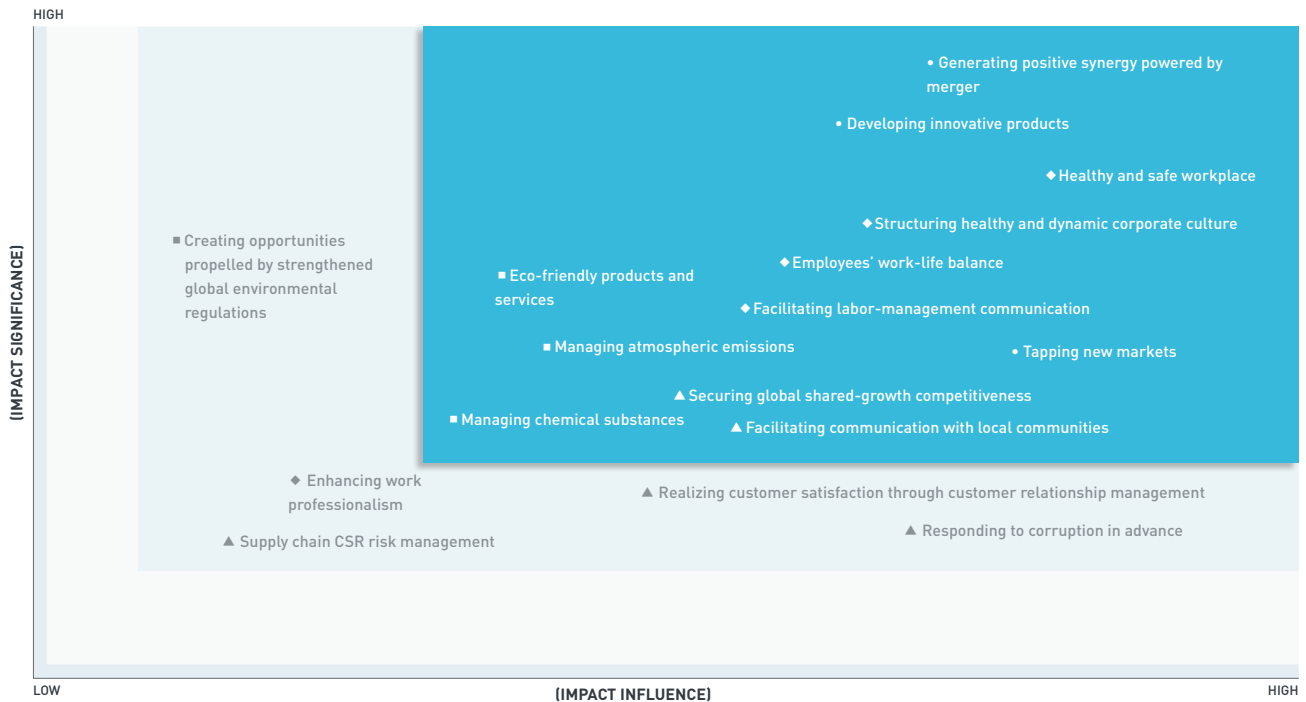 HIGH
• Generating positive synergy powered by
merger
• Developing innovative products
◆ Healthy and safe workplace
◆ Structuring healthy and dynamic corporate culture
■ Creating opportunities
propelled by strengthened
global environmental
regulations
◆ Employees’ work-life balance
■ Eco-friendly products and
services
◆ Facilitating labor-management communication
■ Managing atmospheric emissions
• Tapping new markets
▲ Securing global shared-growth competitiveness
■ Managing chemical substances
▲ Facilitating communication with local communities
(IMPACT SIGNIFICANCE)
◆ Enhancing work
professionalism
▲ Realizing customer satisfaction through customer relationship management
▲ Responding to corruption in advance
▲ Supply chain CSR risk management
LOW
(IMPACT INFLUENCE)
HIGH